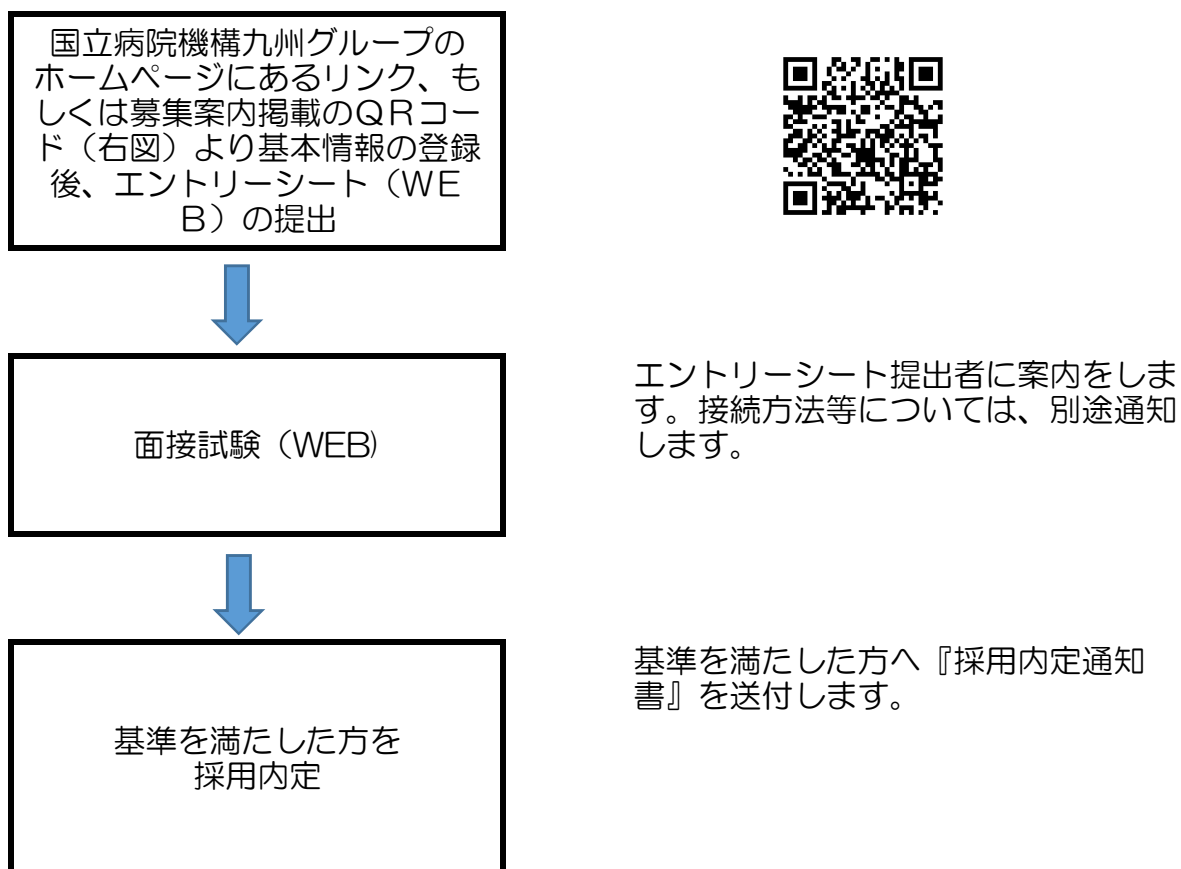 国立病院機構九州グループの
ホームページにあるリンク、も
しくは募集案内掲載のQRコー
ド（右図）より基本情報の登録
後、エントリーシート（WE
B）の提出
面接試験（WEB)
エントリーシート提出者に案内をしま
す。接続方法等については、別途通知
します。
基準を満たした方を
採用内定
基準を満たした方へ『採用内定通知
書』を送付します。